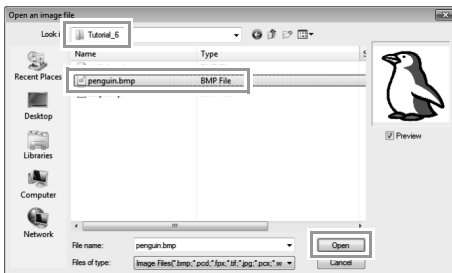 Open an image file
Look i
Tutorial_6
Name
Type
S
Recent Places
penguin.bmp
BMP File
Desktop
Preview
Libraries
Computer
Network
File name:
penguin.bmp
Open
Files of type:
Image Files(*.bmp;*.pcd;*.fpx;*.tif;*.jpg;*.pcx;*.w
Cancel